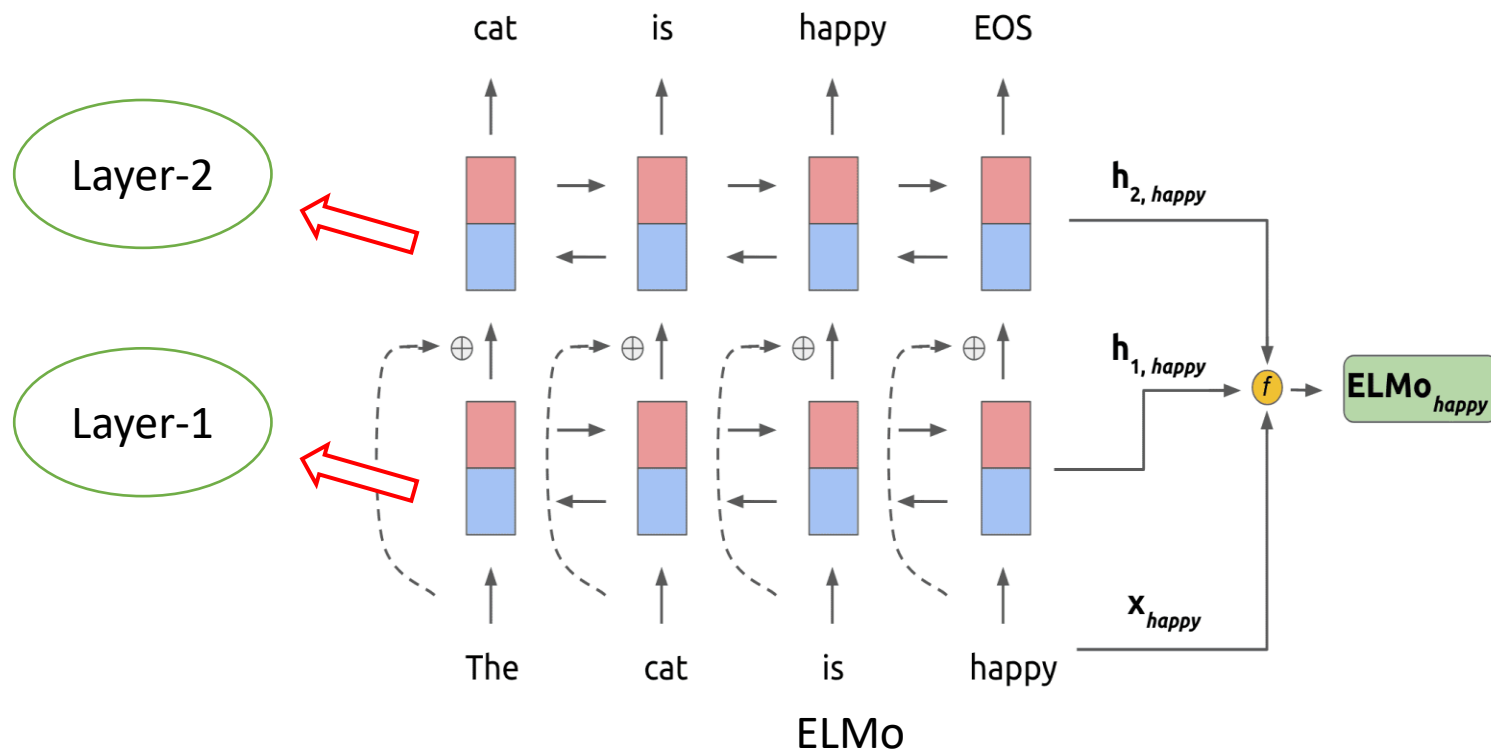 cat is happy EOS
Layer-2
h2, happy
h1, happy
f
ELMohappy
Layer-1
xhappy
The cat is happy
ELMo